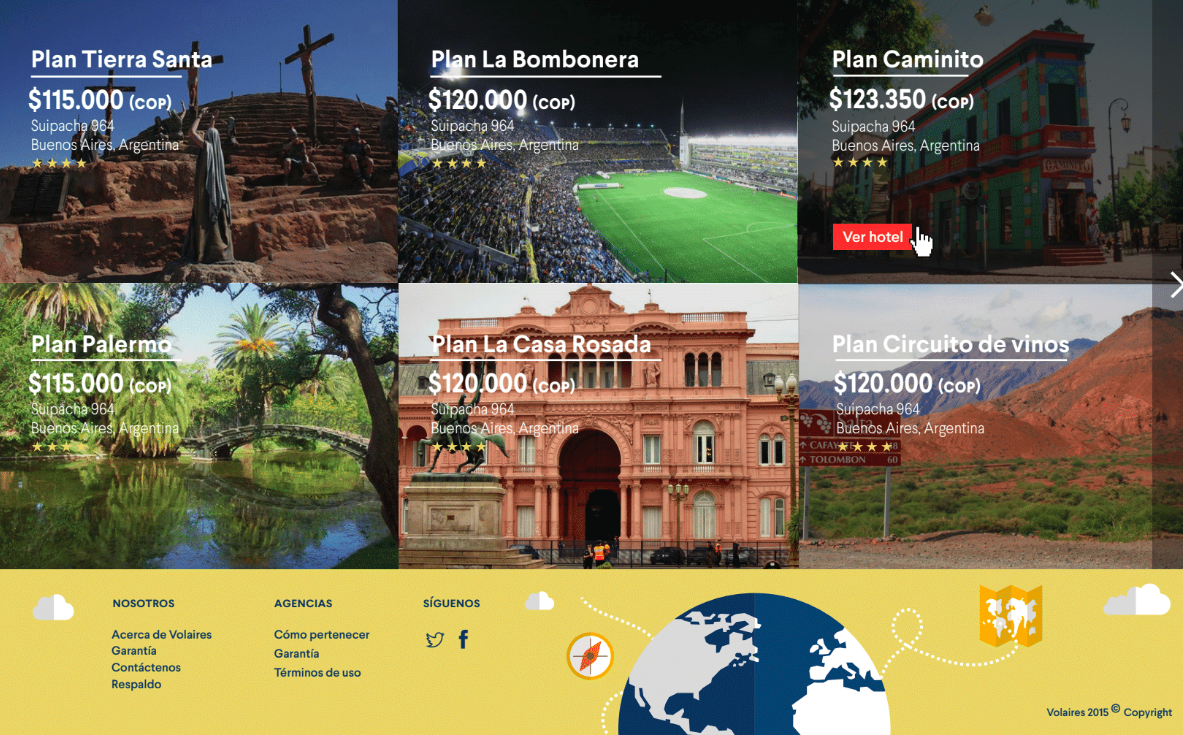 Plan Tierra Santa
$115.000 (COP)
Suipacha 964
Buenos Aires, Argentina
Plan La Bombonera
$120.000 (COP)
Suipacha 964
Buenos Aires, Argentina
Plan Caminito
$123.350 (COP)
Suipacha 964
Buenos Aires, Argentina
CAMINITO
Ver hotel
Plan Palermo
$115.000 (COP)
Suipacha 964
Buenos Aires, Argentina
Plan La Casa Rosada
$120.000 (COP)
Suipacha 964
Buenos Aires, Argentina
Plan Circuito de vinos
$120.000 (COP)
Suipacha 964
Buenos Aires, Argentina
TOLOMBON 60
NOSOTROS
Acerca de Volaires
Garantía
Contáctenos
Respaldo
AGENCIAS
Cómo pertenecer
Garantía
Términos de uso
SÍGUENOS
Volaires 2015 © Copyright